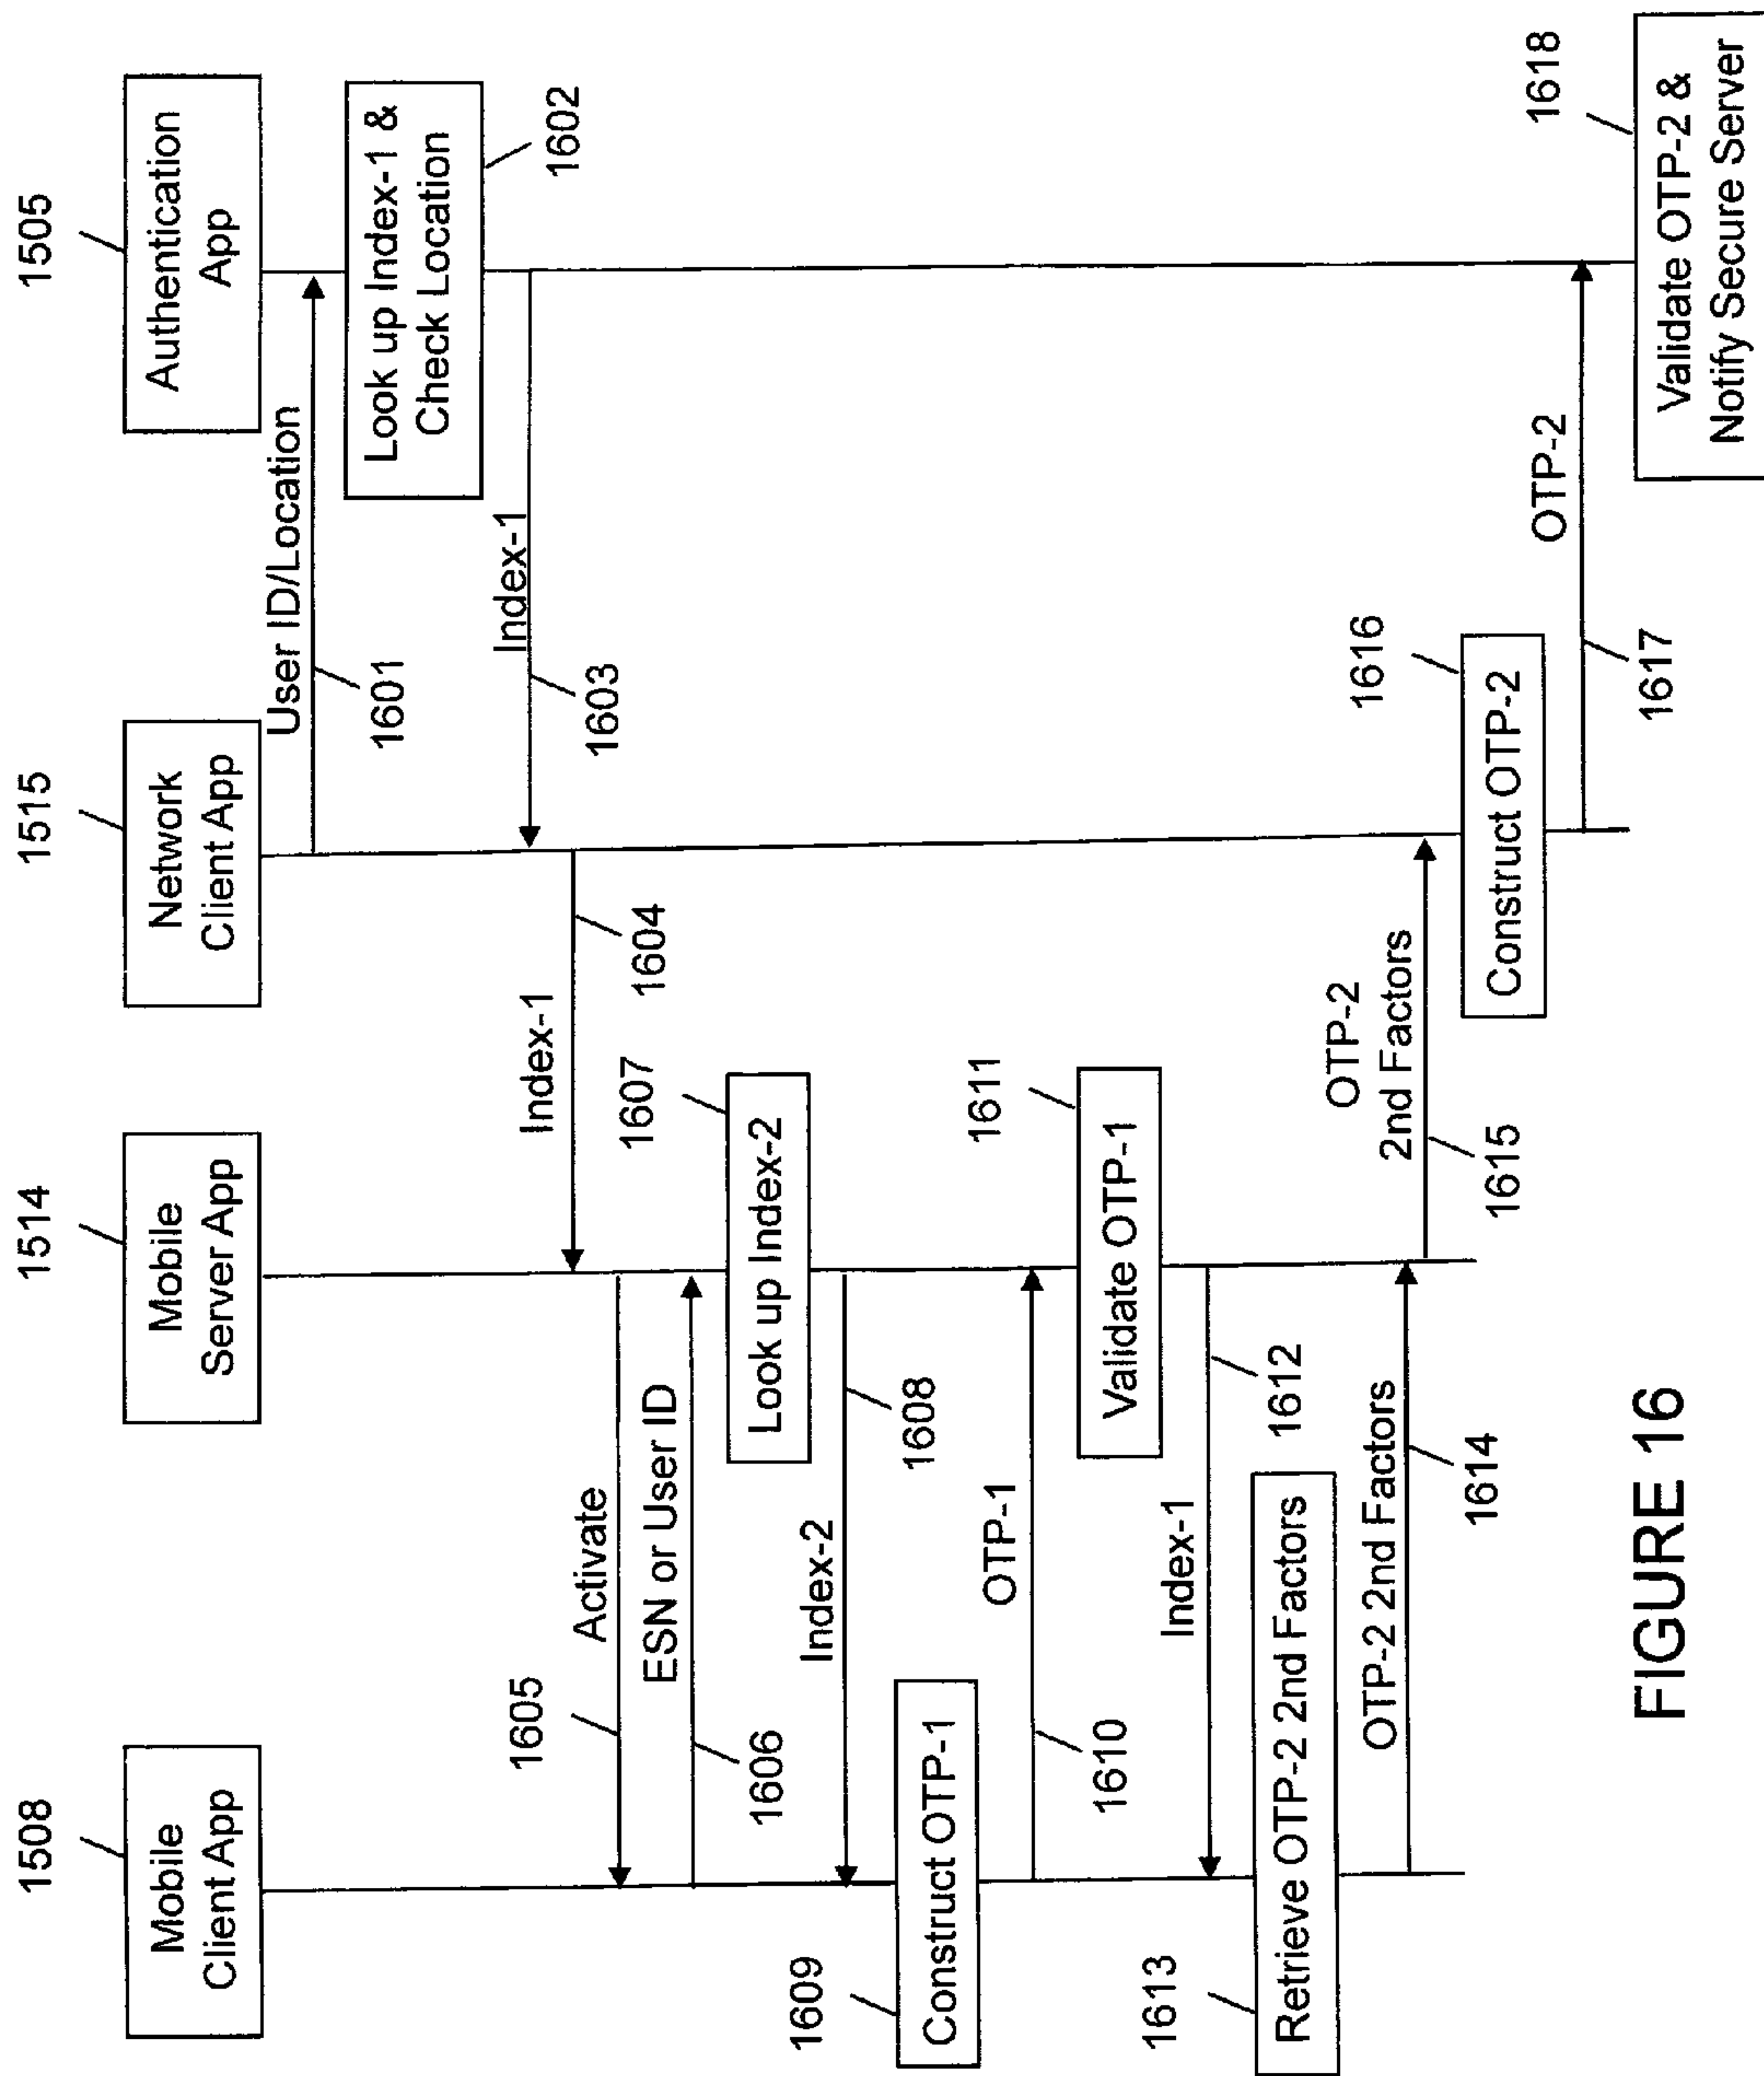 1508
Mobile
Client App
1514
Mobile
Server App
1515
Network
Client App
1505
Authentication
App
User ID/Location
1601
Look up Index-1 &
Check Location
1602
Index-1
1603
Index-1
1604
Activate
1605
ESN or User ID
1606
1607
Look up Index-2
Index-2
1608
1609
Construct OTP-1
OTP-1
1610
1611
Validate OTP-1
Index-1
1612
1613
Retrieve OTP-2 2nd Factors
OTP-2 2nd Factors
1614
OTP-2
2nd Factors
1615
1616
Construct OTP-2
OTP-2
1617
1618
Validate OTP-2 &
Notify Secure Server
FIGURE 16